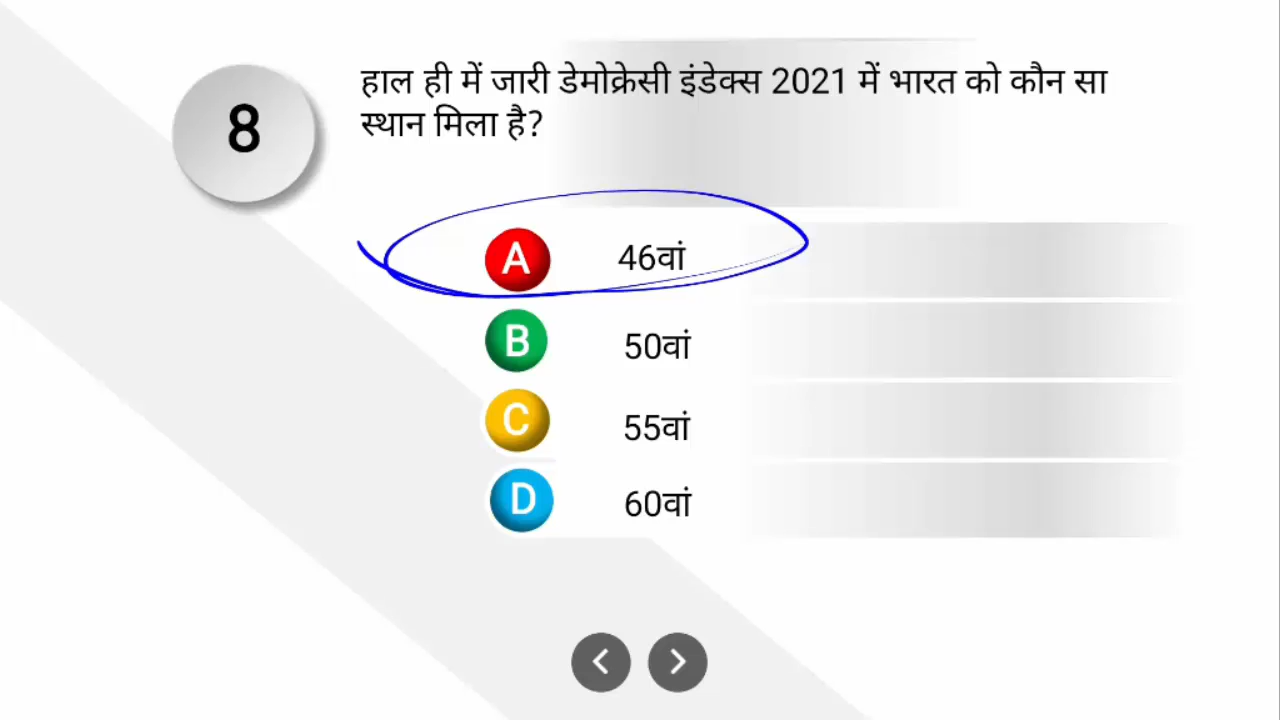 8
हाल ही में जारी डेमोक्रेसी इंडेक्स 2021 में भारत को कौन सा
स्थान मिला है?
A 46वां
B 50वां
C 55वां
D 60वां